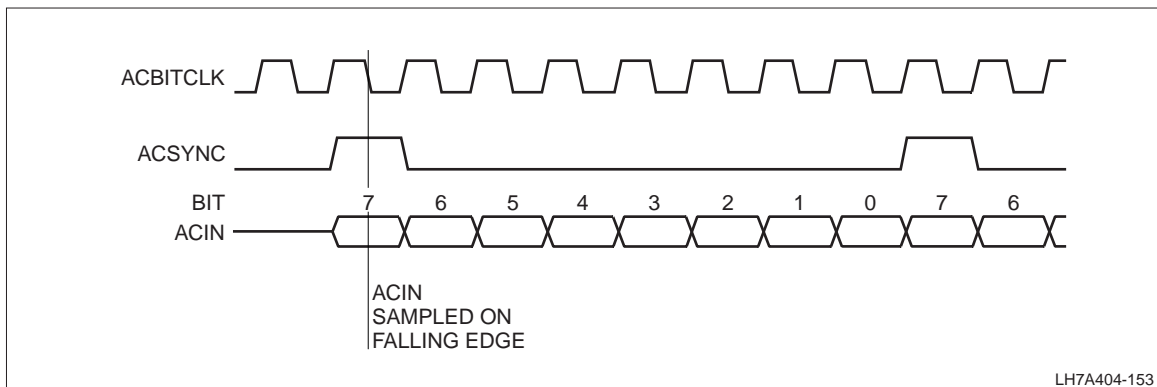 ACBITCLK
ACSYNC
BIT 7 6 5 4 3 2 1 0 7 6
ACIN
ACIN
SAMPLED ON
FALLING EDGE
LH7A404-153